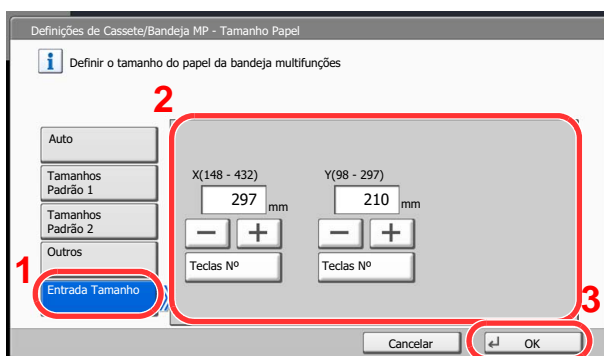 Definições de Cassete/Bandeja MP - Tamanho Papel
i
Definir o tamanho do papel da bandeja multifunções
2
Auto
Tamanhos
Padrão 1
Tamanhos
Padrão 2
Outros
1
Entrada Tamanho
X(148 - 432)
297 mm
− +
Teclas Nº
Y(98 - 297)
210 mm
− +
Teclas Nº
3
Cancelar
OK